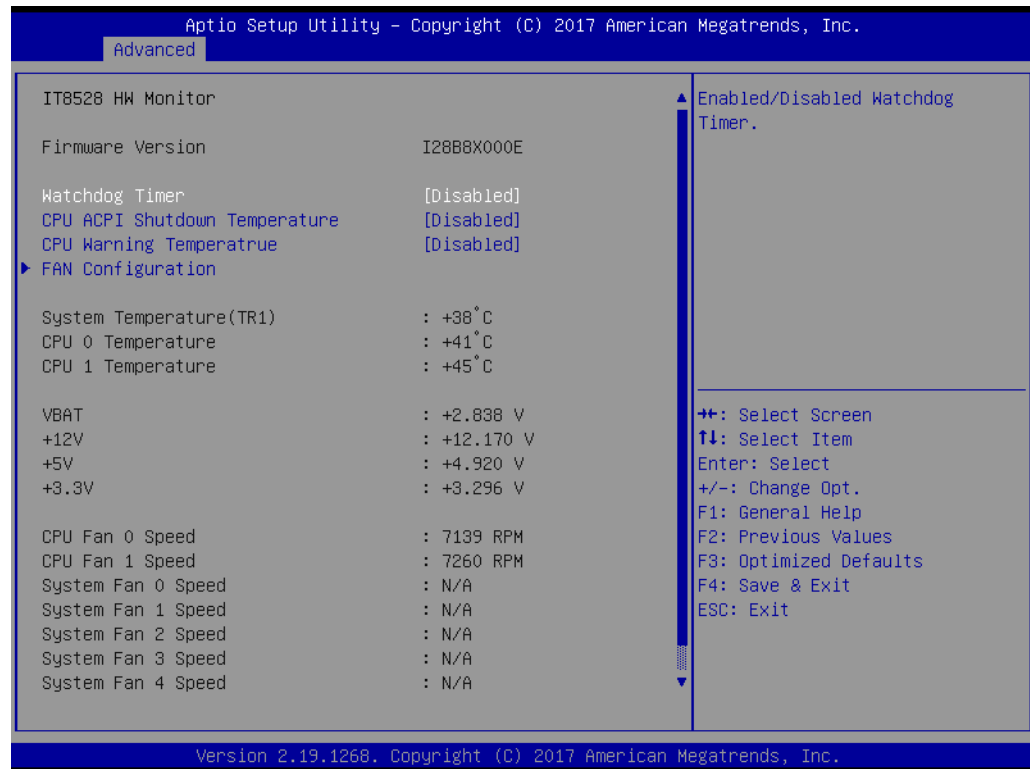 Aptio Setup Utility – Copyright (C) 2017 American Megatrends, Inc.
Advanced
IT8528 HW Monitor
Firmware Version I28B8X000E
Watchdog Timer [Disabled]
CPU ACPI Shutdown Temperature [Disabled]
CPU Warning Temperatrue [Disabled]
FAN Configuration
System Temperature(TR1) : +38°C
CPU 0 Temperature : +41°C
CPU 1 Temperature : +45°C
VBAT : +2.838 V
+12V : +12.170 V
+5V : +4.920 V
+3.3V : +3.296 V
CPU Fan 0 Speed : 7139 RPM
CPU Fan 1 Speed : 7260 RPM
System Fan 0 Speed : N/A
System Fan 1 Speed : N/A
System Fan 2 Speed : N/A
System Fan 3 Speed : N/A
System Fan 4 Speed : N/A
Enabled/Disabled Watchdog
Timer.
→←: Select Screen
↑↓: Select Item
Enter: Select
+/-: Change Opt.
F1: General Help
F2: Previous Values
F3: Optimized Defaults
F4: Save & Exit
ESC: Exit
Version 2.19.1268. Copyright (C) 2017 American Megatrends, Inc.